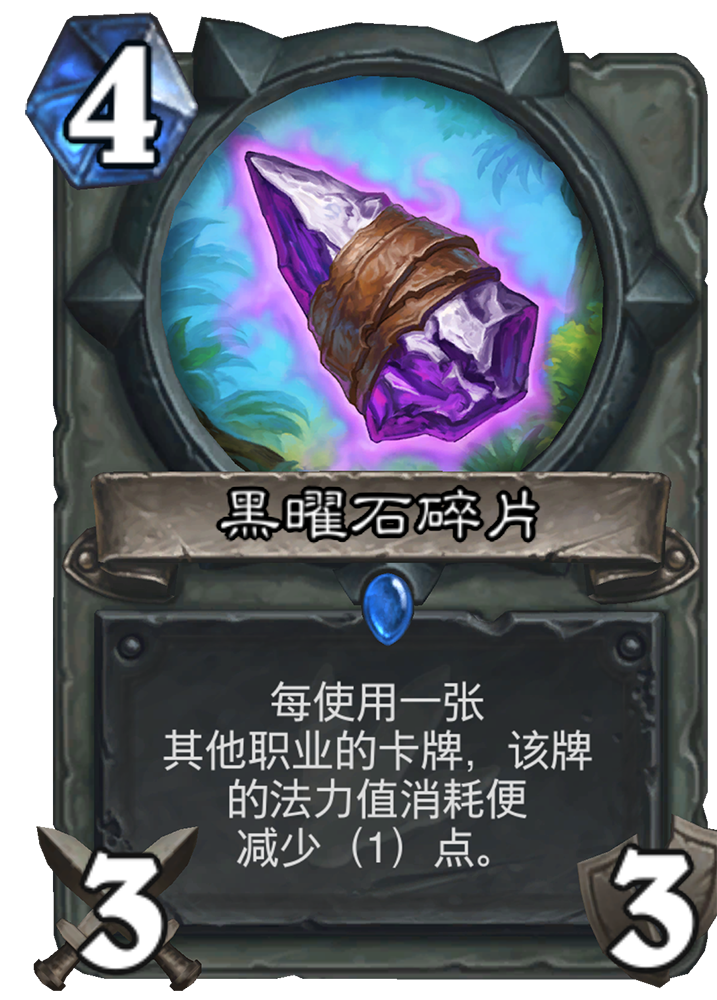 4
黑曜石碎片
每使用一张
其他职业的卡牌，该牌
的法力值消耗便
减少（1）点。
3
3